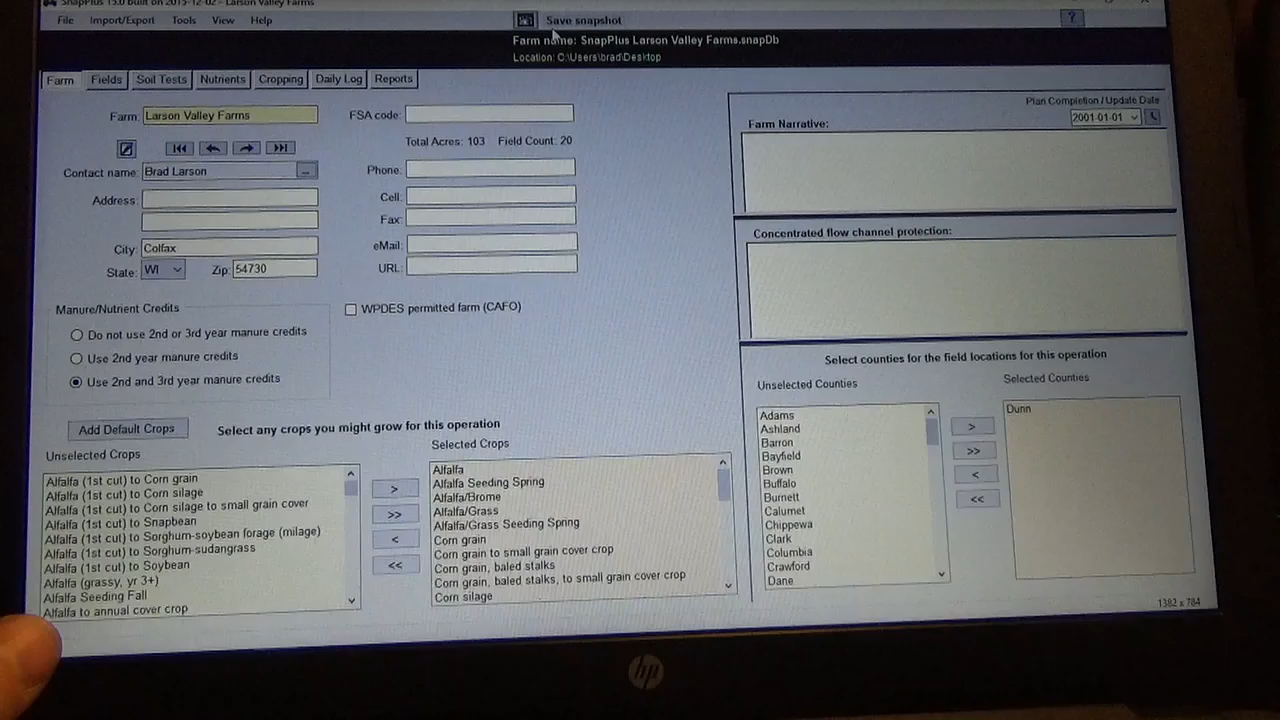 SnapPlus 15.0 built on 2015-12-02 - Larson Valley Farms
File Import/Export Tools View Help
Save snapshot
?
Farm name: SnapPlus Larson Valley Farms.snapDb
Location: C:\Users\brad\Desktop
Farm Fields Soil Tests Nutrients Cropping Daily Log Reports
Farm: Larson Valley Farms
Contact name: Brad Larson ...
Address:
City: Colfax
State: WI Zip: 54730
FSA code:
Total Acres: 103 Field Count: 20
Phone:
Cell:
Fax:
eMail:
URL:
Plan Completion / Update Date
2001-01-01
Farm Narrative:
Concentrated flow channel protection:
Manure/Nutrient Credits
Do not use 2nd or 3rd year manure credits
Use 2nd year manure credits
Use 2nd and 3rd year manure credits
WPDES permitted farm (CAFO)
Add Default Crops
Select any crops you might grow for this operation
Unselected Crops
Alfalfa (1st cut) to Corn grain
Alfalfa (1st cut) to Corn silage
Alfalfa (1st cut) to Corn silage to small grain cover
Alfalfa (1st cut) to Snapbean
Alfalfa (1st cut) to Sorghum-soybean forage (milage)
Alfalfa (1st cut) to Sorghum-sudangrass
Alfalfa (1st cut) to Soybean
Alfalfa (grassy, yr 3+)
Alfalfa Seeding Fall
Alfalfa to annual cover crop
>
>>
<
<<
Selected Crops
Alfalfa
Alfalfa Seeding Spring
Alfalfa/Brome
Alfalfa/Grass
Alfalfa/Grass Seeding Spring
Corn grain
Corn grain to small grain cover crop
Corn grain, baled stalks
Corn grain, baled stalks, to small grain cover crop
Corn silage
Select counties for the field locations for this operation
Unselected Counties
Adams
Ashland
Barron
Bayfield
Brown
Buffalo
Burnett
Calumet
Chippewa
Clark
Columbia
Crawford
Dane
>
>>
<
<<
Selected Counties
Dunn
1382 x 784
hp